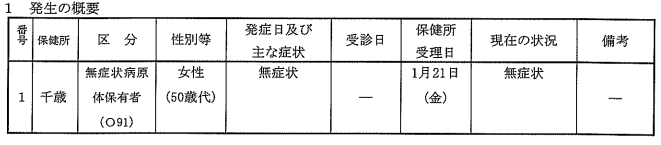 1 発生の概要
番号 保健所 区 分 性別等 発症日及び主な症状 受診日 保健所受理日 現在の状況 備考
1 千歳 無症状病原体保有者(O91) 女性(50歳代) 無症状 ― 1月21日(金) 無症状 ―